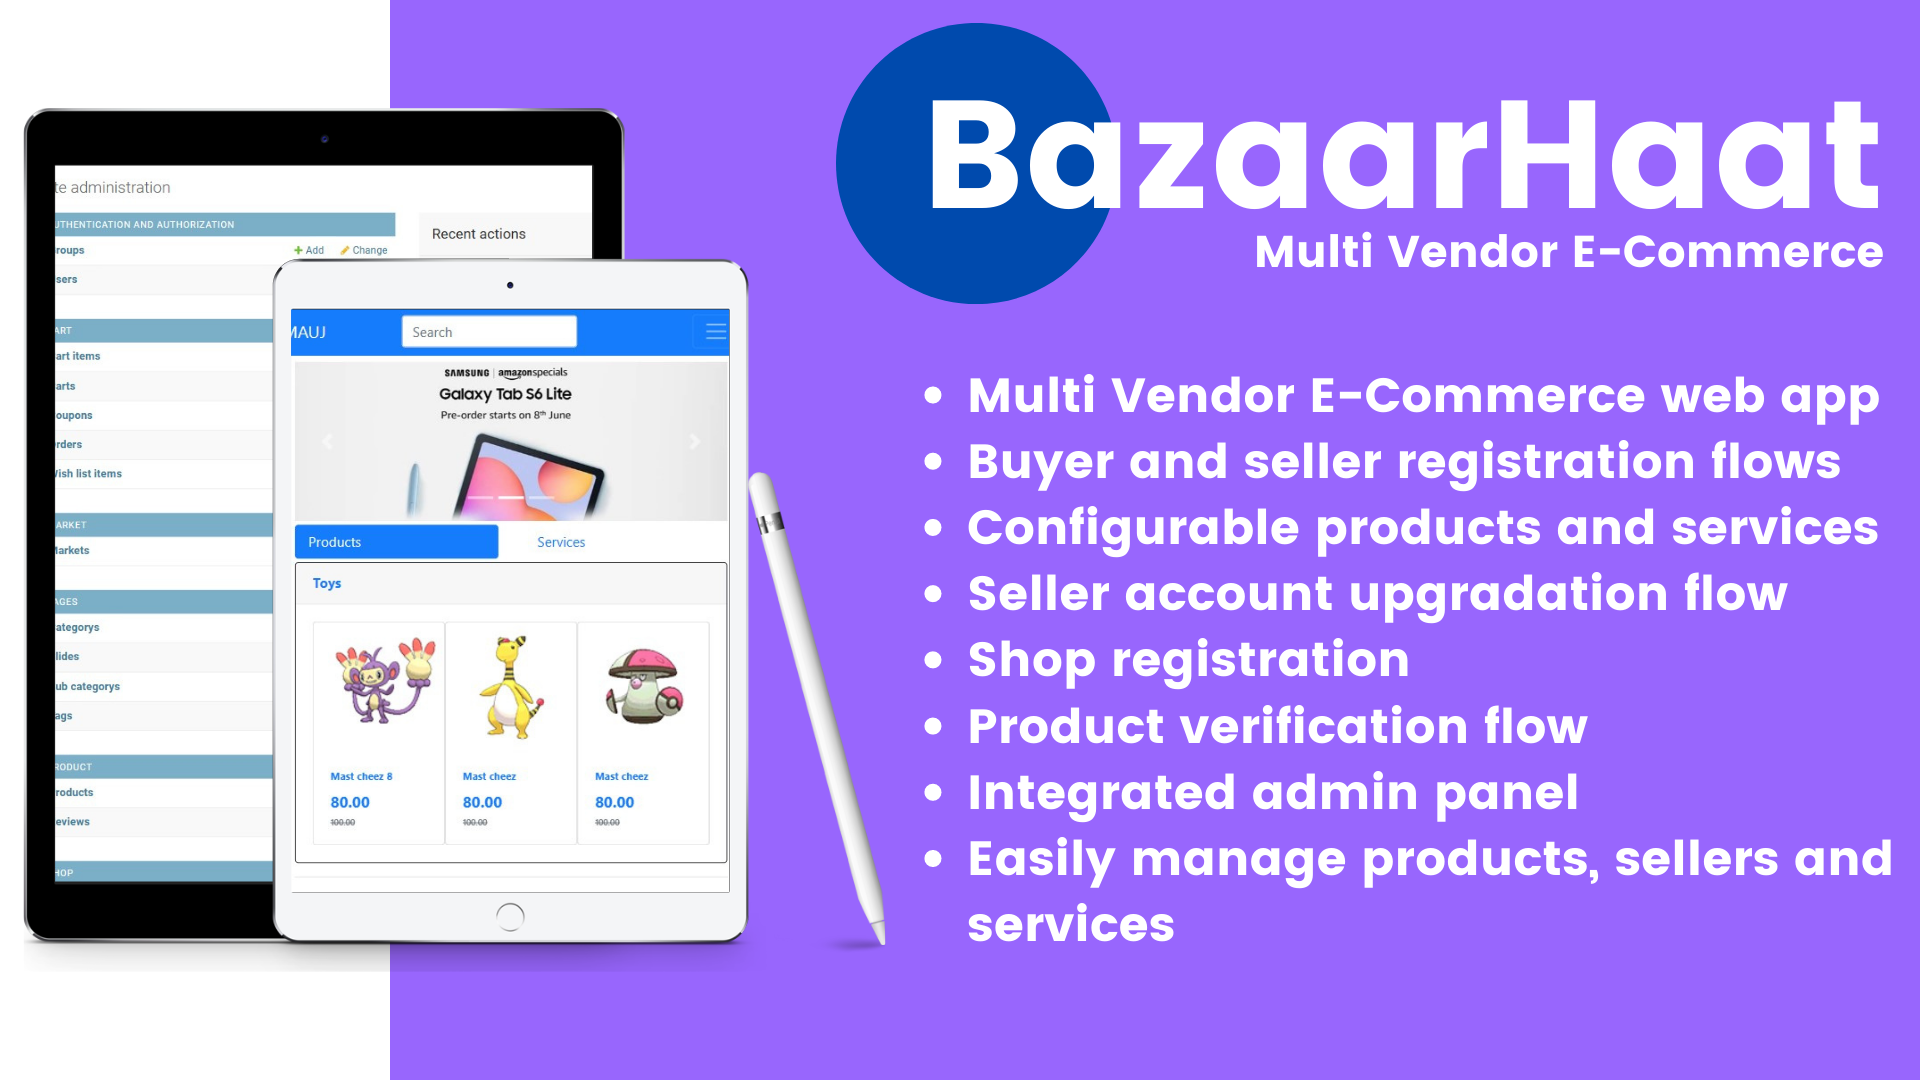 BazaarHaat
Multi Vendor E-Commerce
• Multi Vendor E-Commerce web app
• Buyer and seller registration flows
• Configurable products and services
• Seller account upgradation flow
• Shop registration
• Product verification flow
• Integrated admin panel
• Easily manage products, sellers and
services
te administration
UTHENTICATION AND AUTHORIZATION
roups Add Change
sers
ART
art items
arts
oupons
rders
ish list items
ARKET
arkets
AGES
ategorys
lides
ub categorys
ags
RODUCT
roducts
eviews
HOP
Recent actions
MAUJ Search
SAMSUNG | amazonspecials
Galaxy Tab S6 Lite
Pre-order starts on 8th June
Products Services
Toys
Mast cheez 8 Mast cheez Mast cheez
80.00 80.00 80.00
100.00 100.00 100.00